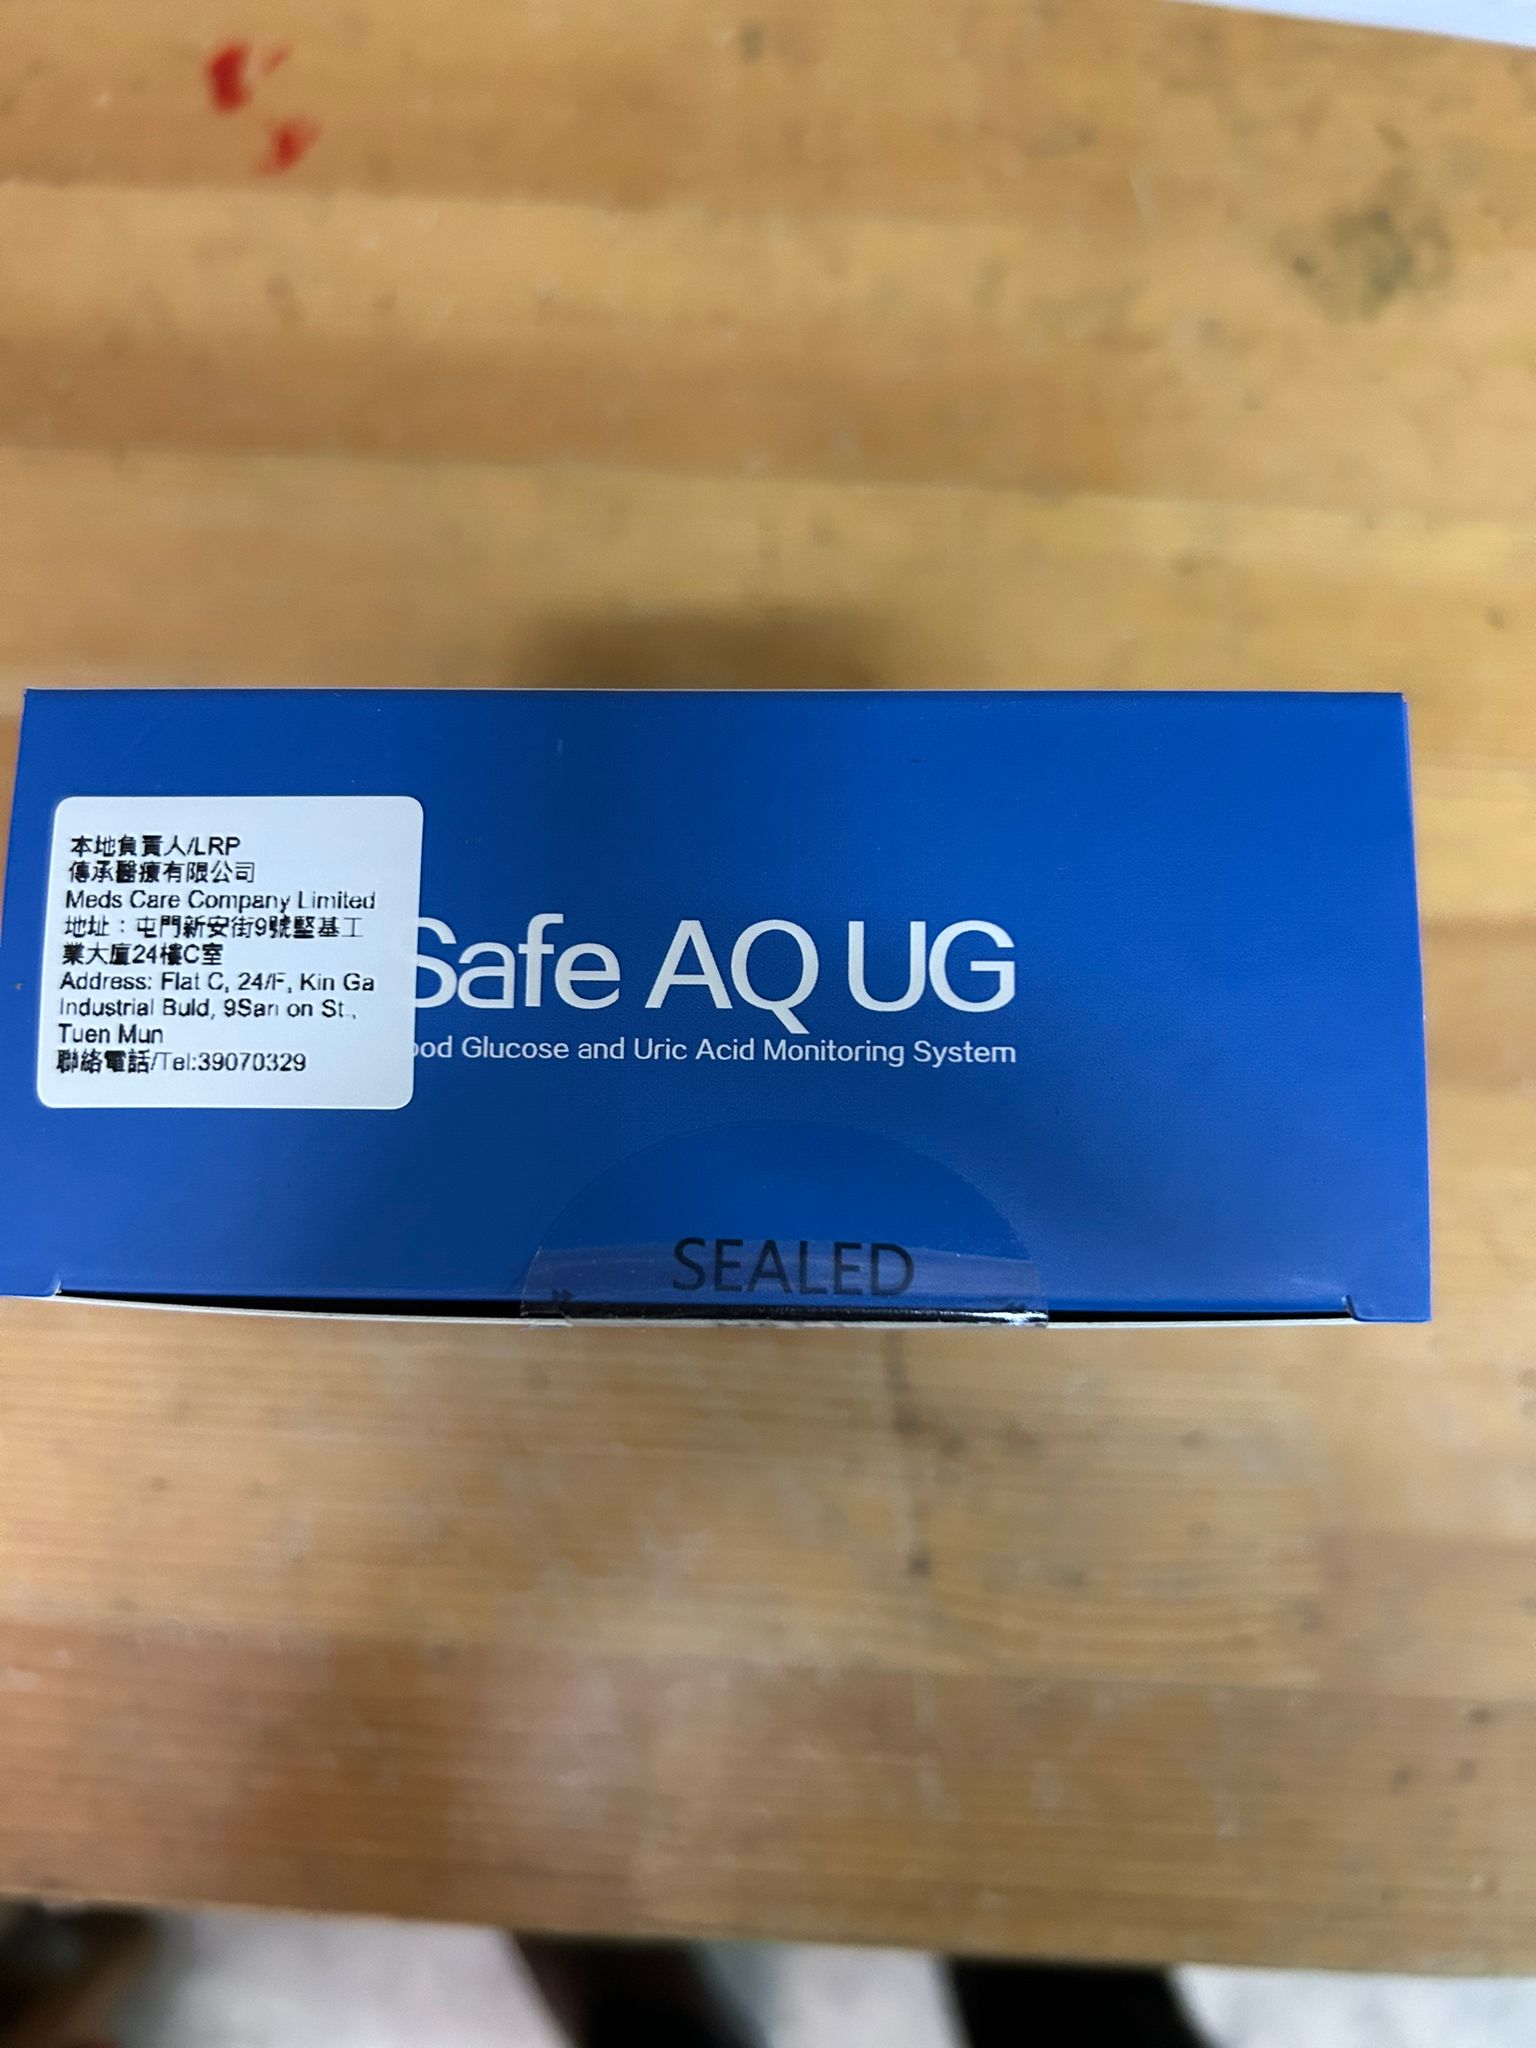 本地負責人/LRP
傳承醫療有限公司
Meds Care Company Limited
地址：屯門新安街9號堅基工
業大廈24樓C室
Address: Flat C, 24/F, Kin Ga
Industrial Buld, 9San on St.,
Tuen Mun
聯絡電話/Tel:39070329
Safe AQ UG
ood Glucose and Uric Acid Monitoring System
SEALED